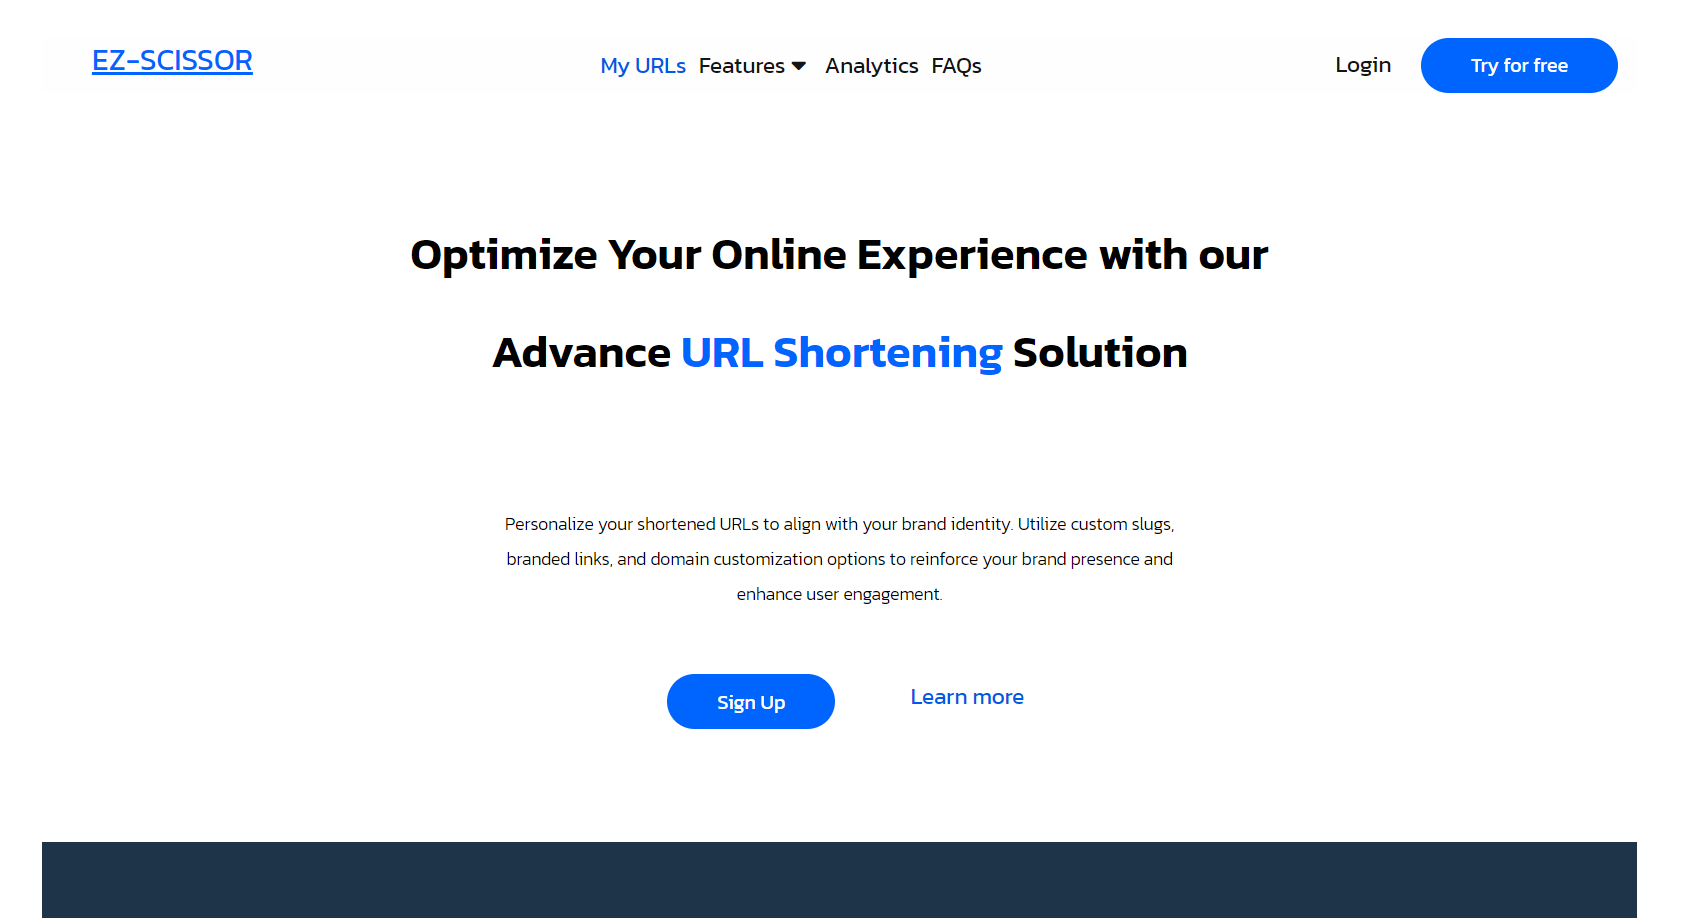 EZ-SCISSOR
My URLs Features Analytics FAQs
Login
Try for free
Optimize Your Online Experience with our
Advance URL Shortening Solution
Personalize your shortened URLs to align with your brand identity. Utilize custom slugs,
branded links, and domain customization options to reinforce your brand presence and
enhance user engagement.
Sign Up
Learn more